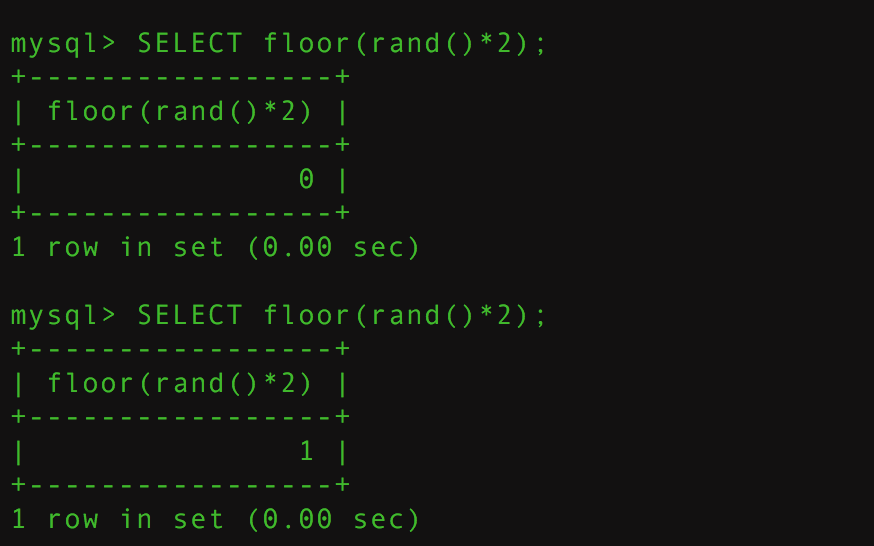 mysql> SELECT floor(rand()*2);
+-----------------+
| floor(rand()*2) |
+-----------------+
|               0 |
+-----------------+
1 row in set (0.00 sec)

mysql> SELECT floor(rand()*2);
+-----------------+
| floor(rand()*2) |
+-----------------+
|               1 |
+-----------------+
1 row in set (0.00 sec)